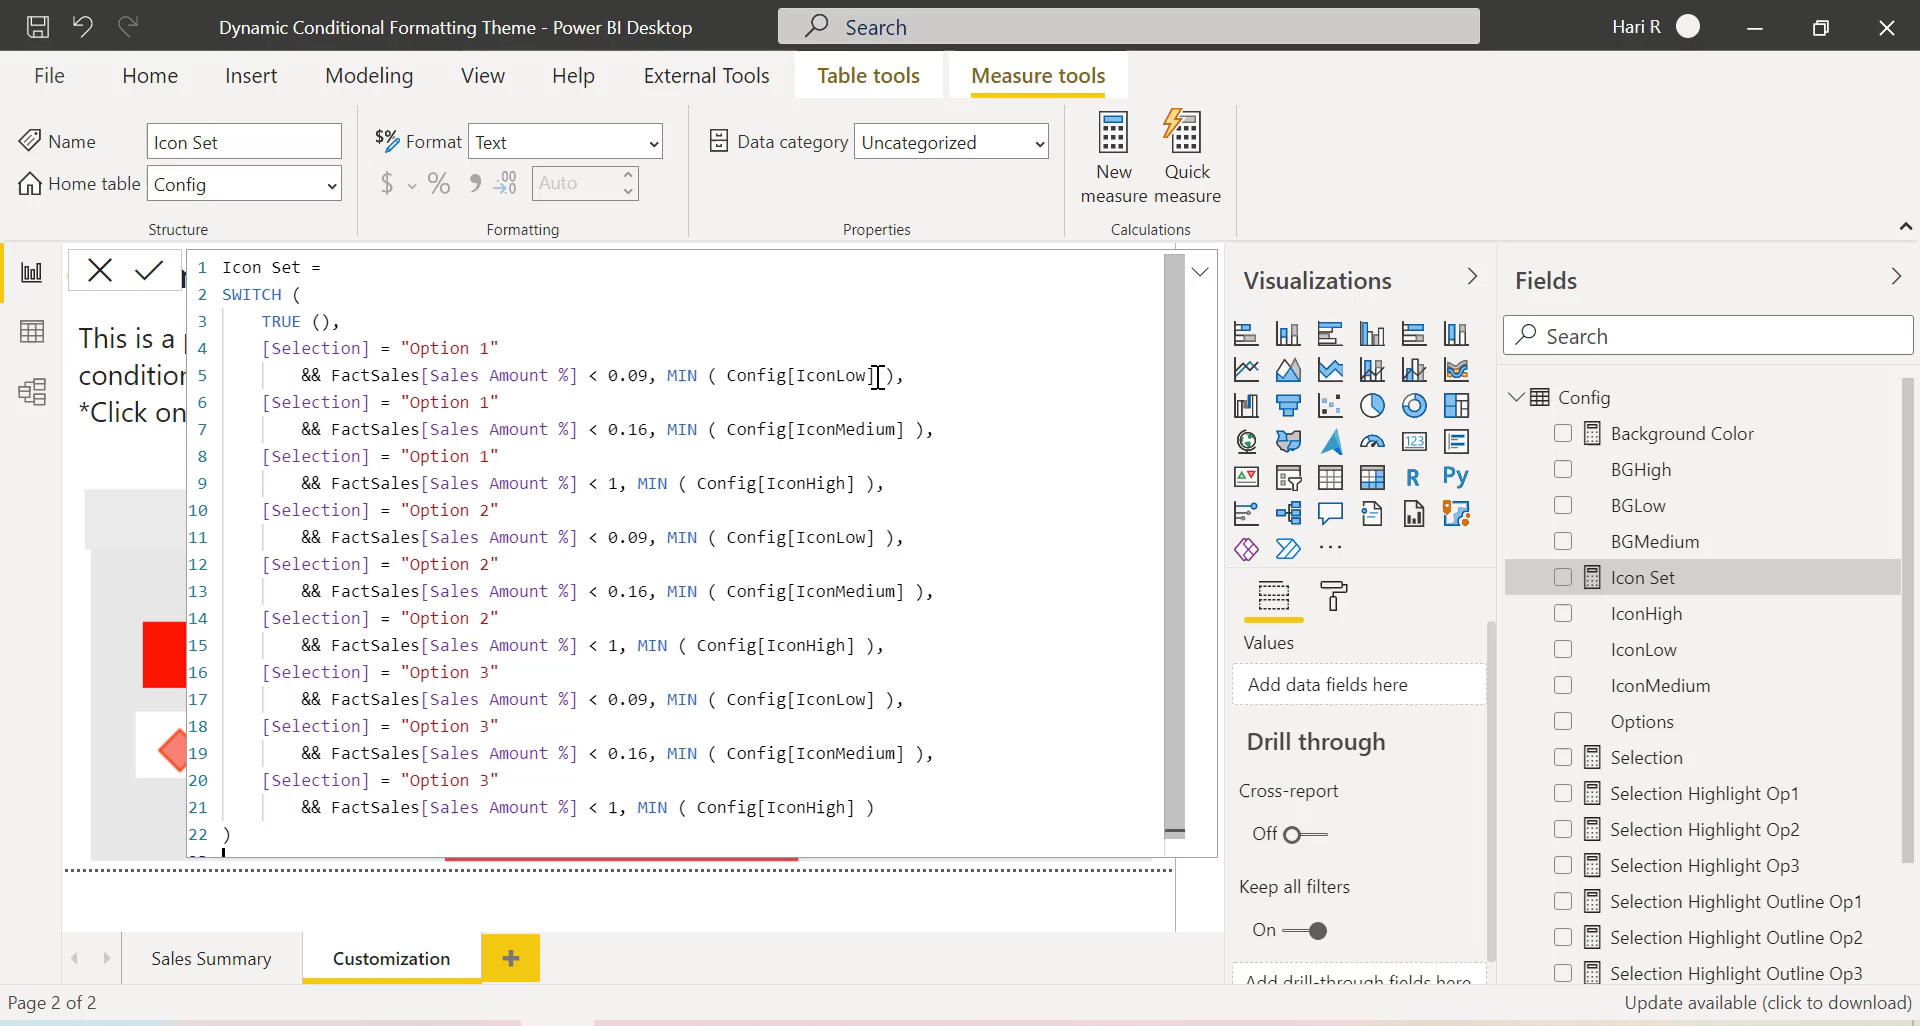 Dynamic Conditional Formatting Theme - Power BI Desktop
Search
Hari R
File Home Insert Modeling View Help External Tools Table tools Measure tools
Name Icon Set
Format Text
Data category Uncategorized
Home table Config
$ % Auto
New measure
Quick measure
Structure
Formatting
Properties
Calculations
This is a
condition
*Click on
1 Icon Set =
2 SWITCH (
3 TRUE (),
4 [Selection] = "Option 1"
5 && FactSales[Sales Amount %] < 0.09, MIN ( Config[IconLow] ),
6 [Selection] = "Option 1"
7 && FactSales[Sales Amount %] < 0.16, MIN ( Config[IconMedium] ),
8 [Selection] = "Option 1"
9 && FactSales[Sales Amount %] < 1, MIN ( Config[IconHigh] ),
10 [Selection] = "Option 2"
11 && FactSales[Sales Amount %] < 0.09, MIN ( Config[IconLow] ),
12 [Selection] = "Option 2"
13 && FactSales[Sales Amount %] < 0.16, MIN ( Config[IconMedium] ),
14 [Selection] = "Option 2"
15 && FactSales[Sales Amount %] < 1, MIN ( Config[IconHigh] ),
16 [Selection] = "Option 3"
17 && FactSales[Sales Amount %] < 0.09, MIN ( Config[IconLow] ),
18 [Selection] = "Option 3"
19 && FactSales[Sales Amount %] < 0.16, MIN ( Config[IconMedium] ),
20 [Selection] = "Option 3"
21 && FactSales[Sales Amount %] < 1, MIN ( Config[IconHigh] )
22 )
Visualizations
123
R
Py
Values
Add data fields here
Drill through
Cross-report
Off
Keep all filters
On
Add drill-through fields here
Fields
Search
Config
Background Color
BGHigh
BGLow
BGMedium
Icon Set
IconHigh
IconLow
IconMedium
Options
Selection
Selection Highlight Op1
Selection Highlight Op2
Selection Highlight Op3
Selection Highlight Outline Op1
Selection Highlight Outline Op2
Selection Highlight Outline Op3
Sales Summary
Customization
Page 2 of 2
Update available (click to download)